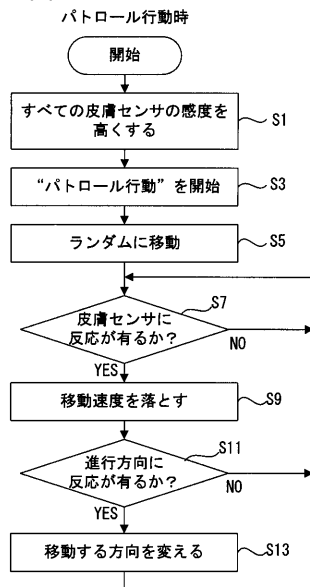 パトロール行動時
開始
すべての皮膚センサの感度を
高くする
S1
“パトロール行動”を開始
S3
ランダムに移動
S5
皮膚センサに
反応が有るか？
S7
NO
YES
移動速度を落とす
S9
進行方向に
反応が有るか？
S11
NO
YES
移動する方向を変える
S13